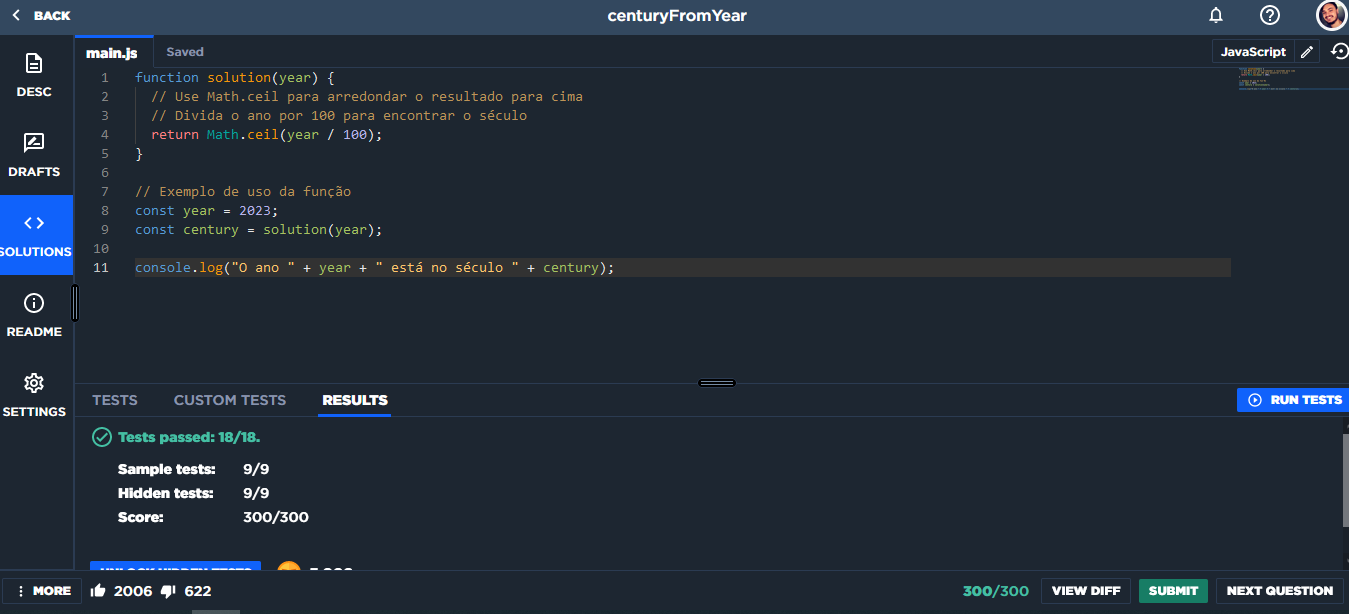 BACK
centuryFromYear
DESC
DRAFTS
SOLUTIONS
README
SETTINGS
main.js
Saved
JavaScript
1 function solution(year) {
2 // Use Math.ceil para arredondar o resultado para cima
3 // Divida o ano por 100 para encontrar o século
4 return Math.ceil(year / 100);
5 }
6
7 // Exemplo de uso da função
8 const year = 2023;
9 const century = solution(year);
10
11 console.log("O ano " + year + " está no século " + century);
TESTS
CUSTOM TESTS
RESULTS
RUN TESTS
Tests passed: 18/18.
Sample tests: 9/9
Hidden tests: 9/9
Score: 300/300
UNLOCK HIDDEN TESTS
MORE
2006
622
300/300
VIEW DIFF
SUBMIT
NEXT QUESTION